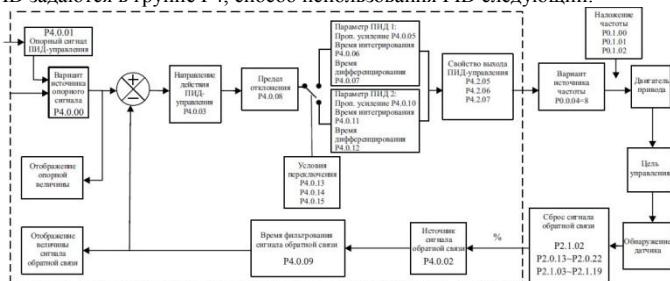 ID задаются в группе P4, способ использования PID следующий:
P4.0.01
Опорный сигнал
ПИД-управления
Вариант
источника
опорного
сигнала
P4.0.00
Отображение
опорной
величины
Отображение
величины
сигнала
обратной связи
Направление
действия
ПИД-
управления
P4.0.03
Предел
отклонения
P4.0.08
Условия
переключения
P4.0.13
P4.0.14
P4.0.15
Параметр ПИД 1:
Проп. усиление P4.0.05
Время интегрирования
P4.0.06
Время
дифференцирования
P4.0.07
Параметр ПИД 2:
Проп. усиление P4.0.10
Время интегрирования
P4.0.11
Время
дифференцирования
P4.0.12
Свойство выхода
ПИД-управления
P4.2.05
P4.2.06
P4.2.07
Вариант
источника
частоты
P0.0.04=8
Наложение
частоты
P0.1.00
P0.1.01
P0.1.02
Двигатель
привода
Цель
управления
Обнаружение
датчика
Сброс сигнала
обратной связи
P2.1.02
P2.0.13~P2.0.22
P2.1.03~P2.1.19
%
Источник
сигнала
обратной связи
P4.0.02
Время фильтрования
сигнала обратной связи
P4.0.09